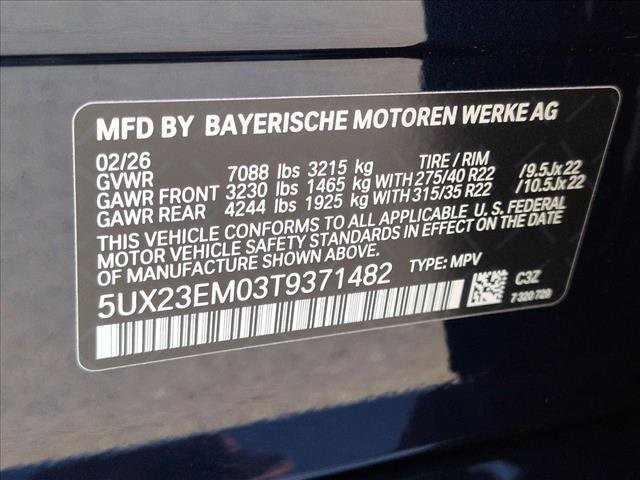 MFD BY BAYERISCHE MOTOREN WERKE AG
02/26
GVWR 7088 lbs 3215 kg TIRE / RIM
GAWR FRONT 3230 lbs 1465 kg WITH 275/40 R22 /9.5Jx22
GAWR REAR 4244 lbs 1925 kg WITH 315/35 R22 /10.5Jx22
THIS VEHICLE CONFORMS TO ALL APPLICABLE U. S. FEDERAL
MOTOR VEHICLE SAFETY STANDARDS IN EFFECT ON THE DATE
OF MANUFACTURE SHOWN ABOVE.
5UX23EM03T9371482 TYPE: MPV
C3Z
7 320 728